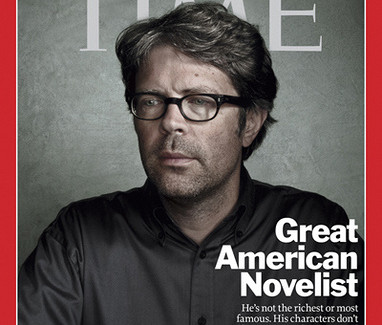 TIME
Great
American
Novelist
He's not the richest or most
famous. His characters don't